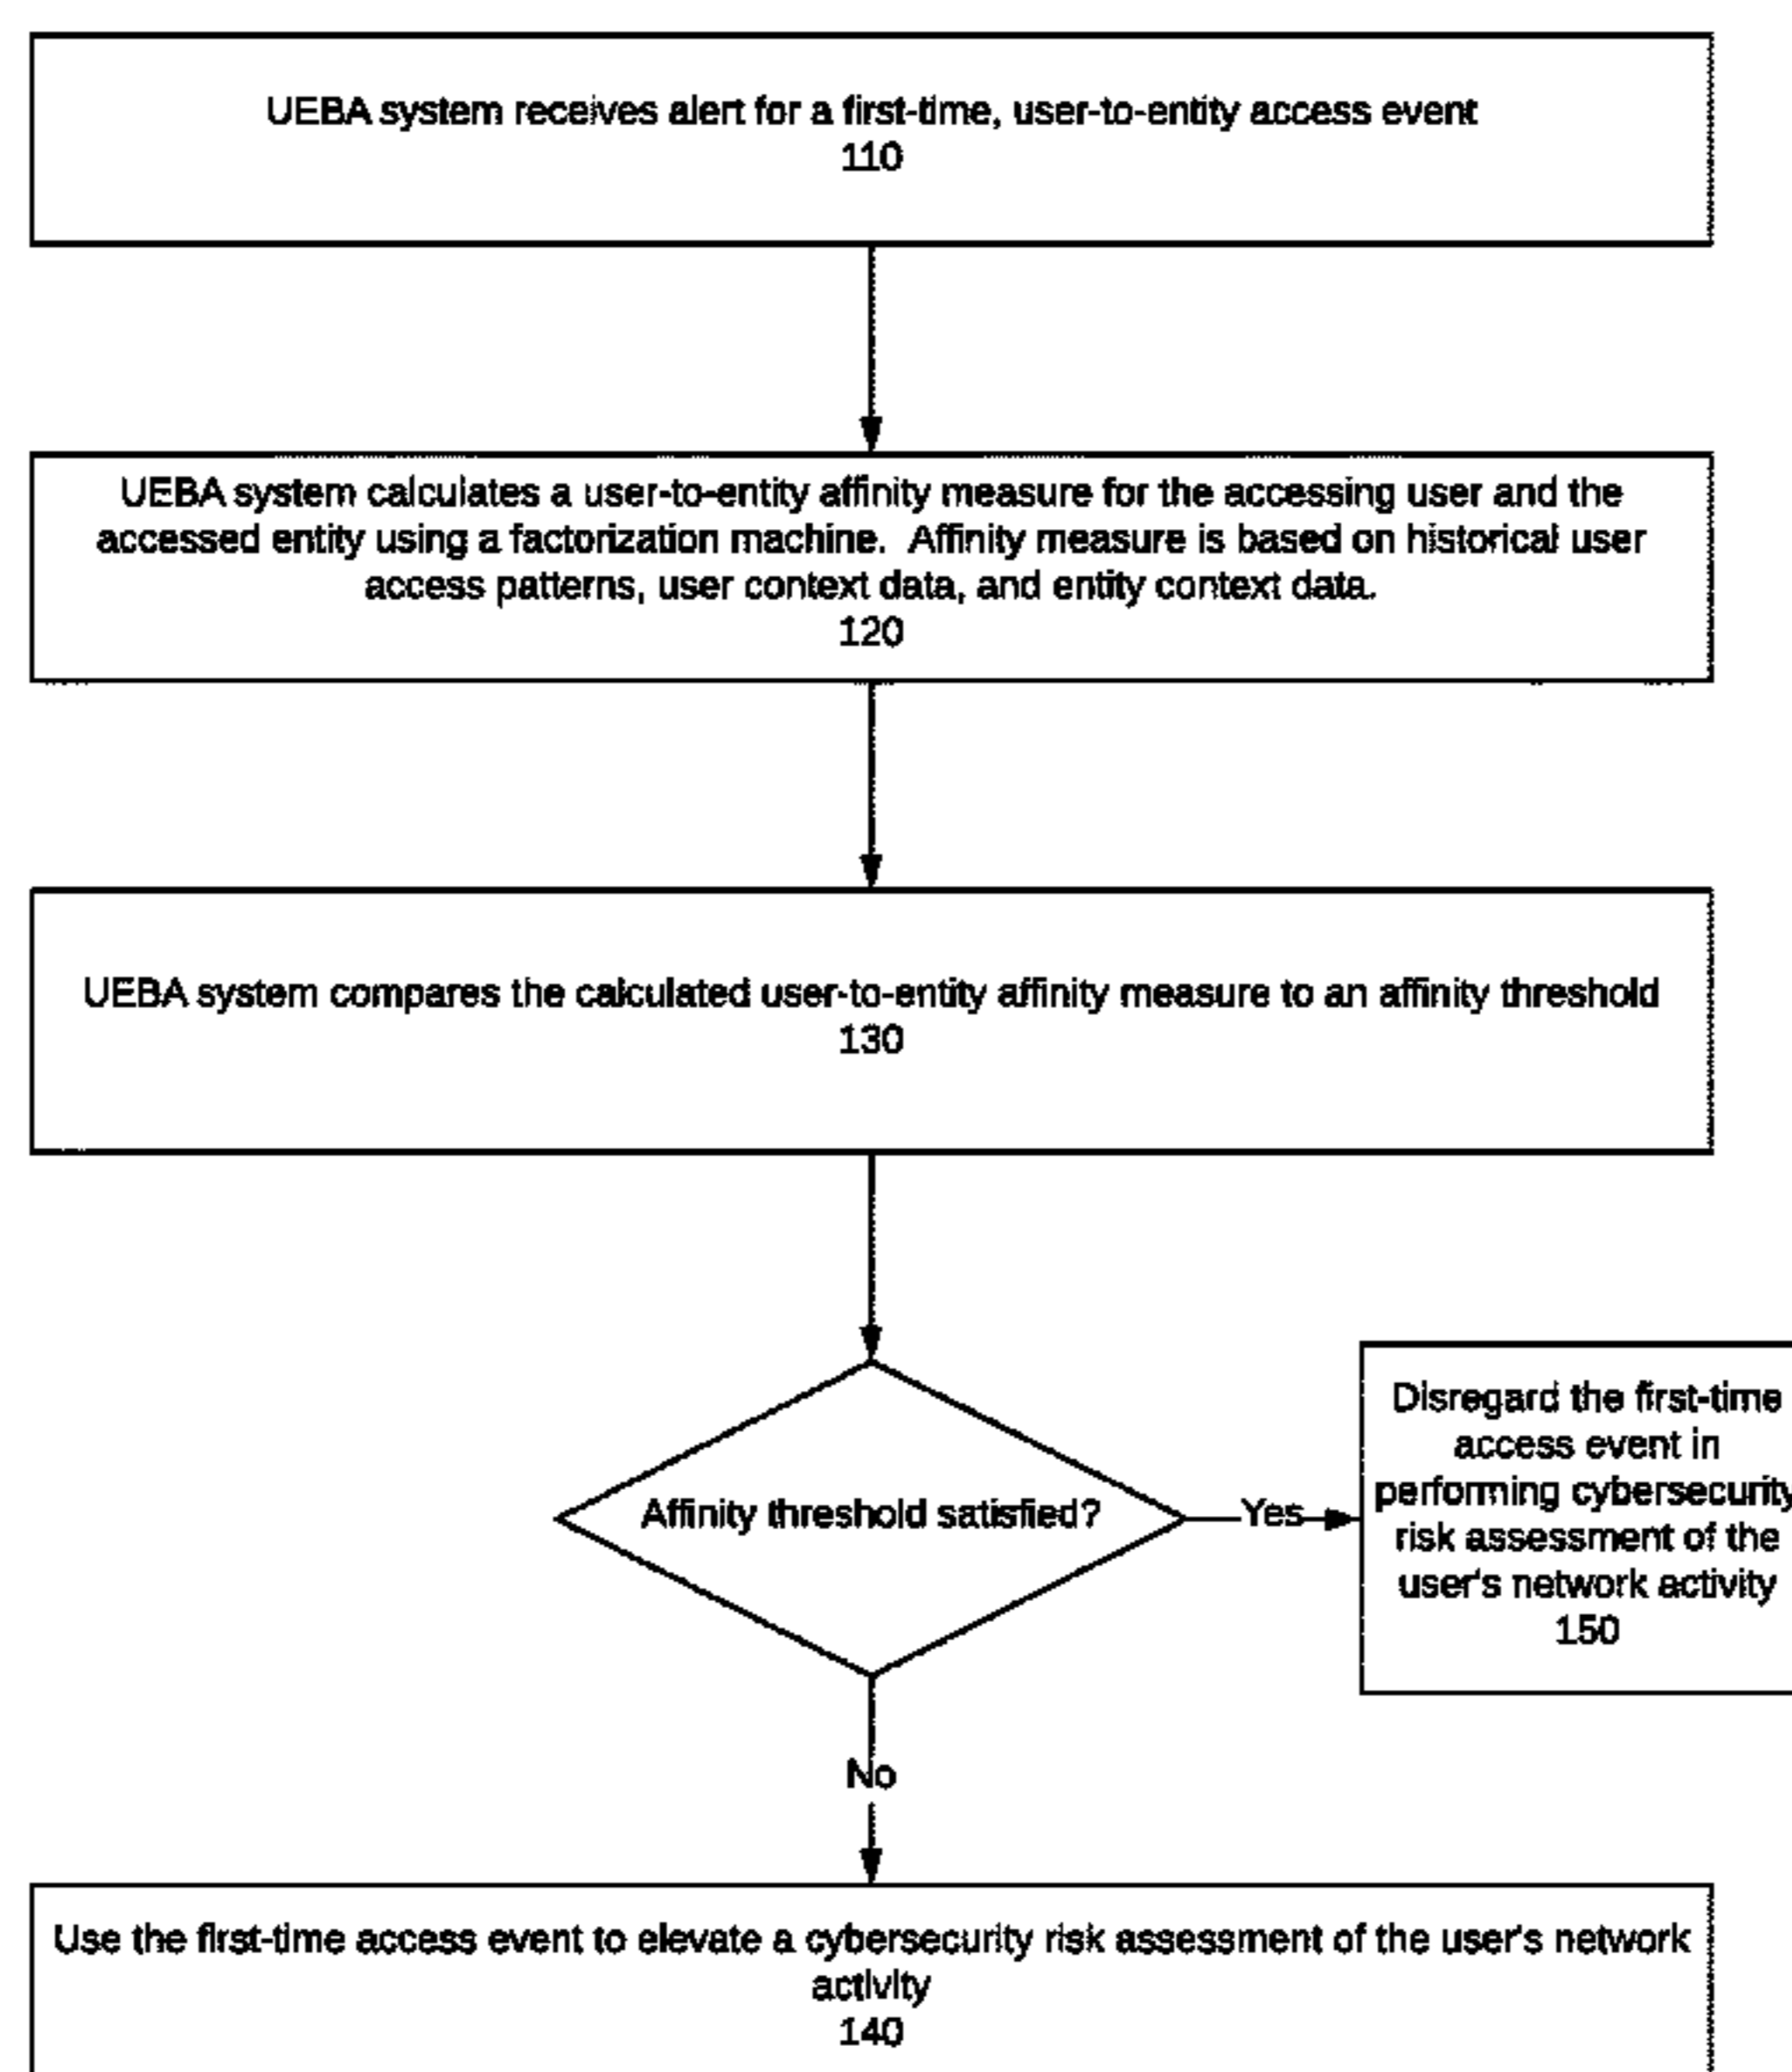 UEBA system receives alert for a first-time, user-to-entity access event
110
UEBA system calculates a user-to-entity affinity measure for the accessing user and the
accessed entity using a factorization machine.  Affinity measure is based on historical user
access patterns, user context data, and entity context data.
120
UEBA system compares the calculated user-to-entity affinity measure to an affinity threshold
130
Affinity threshold satisfied?
Yes
Disregard the first-time
access event in
performing cybersecurity
risk assessment of the
user's network activity
150
No
Use the first-time access event to elevate a cybersecurity risk assessment of the user's network
activity
140